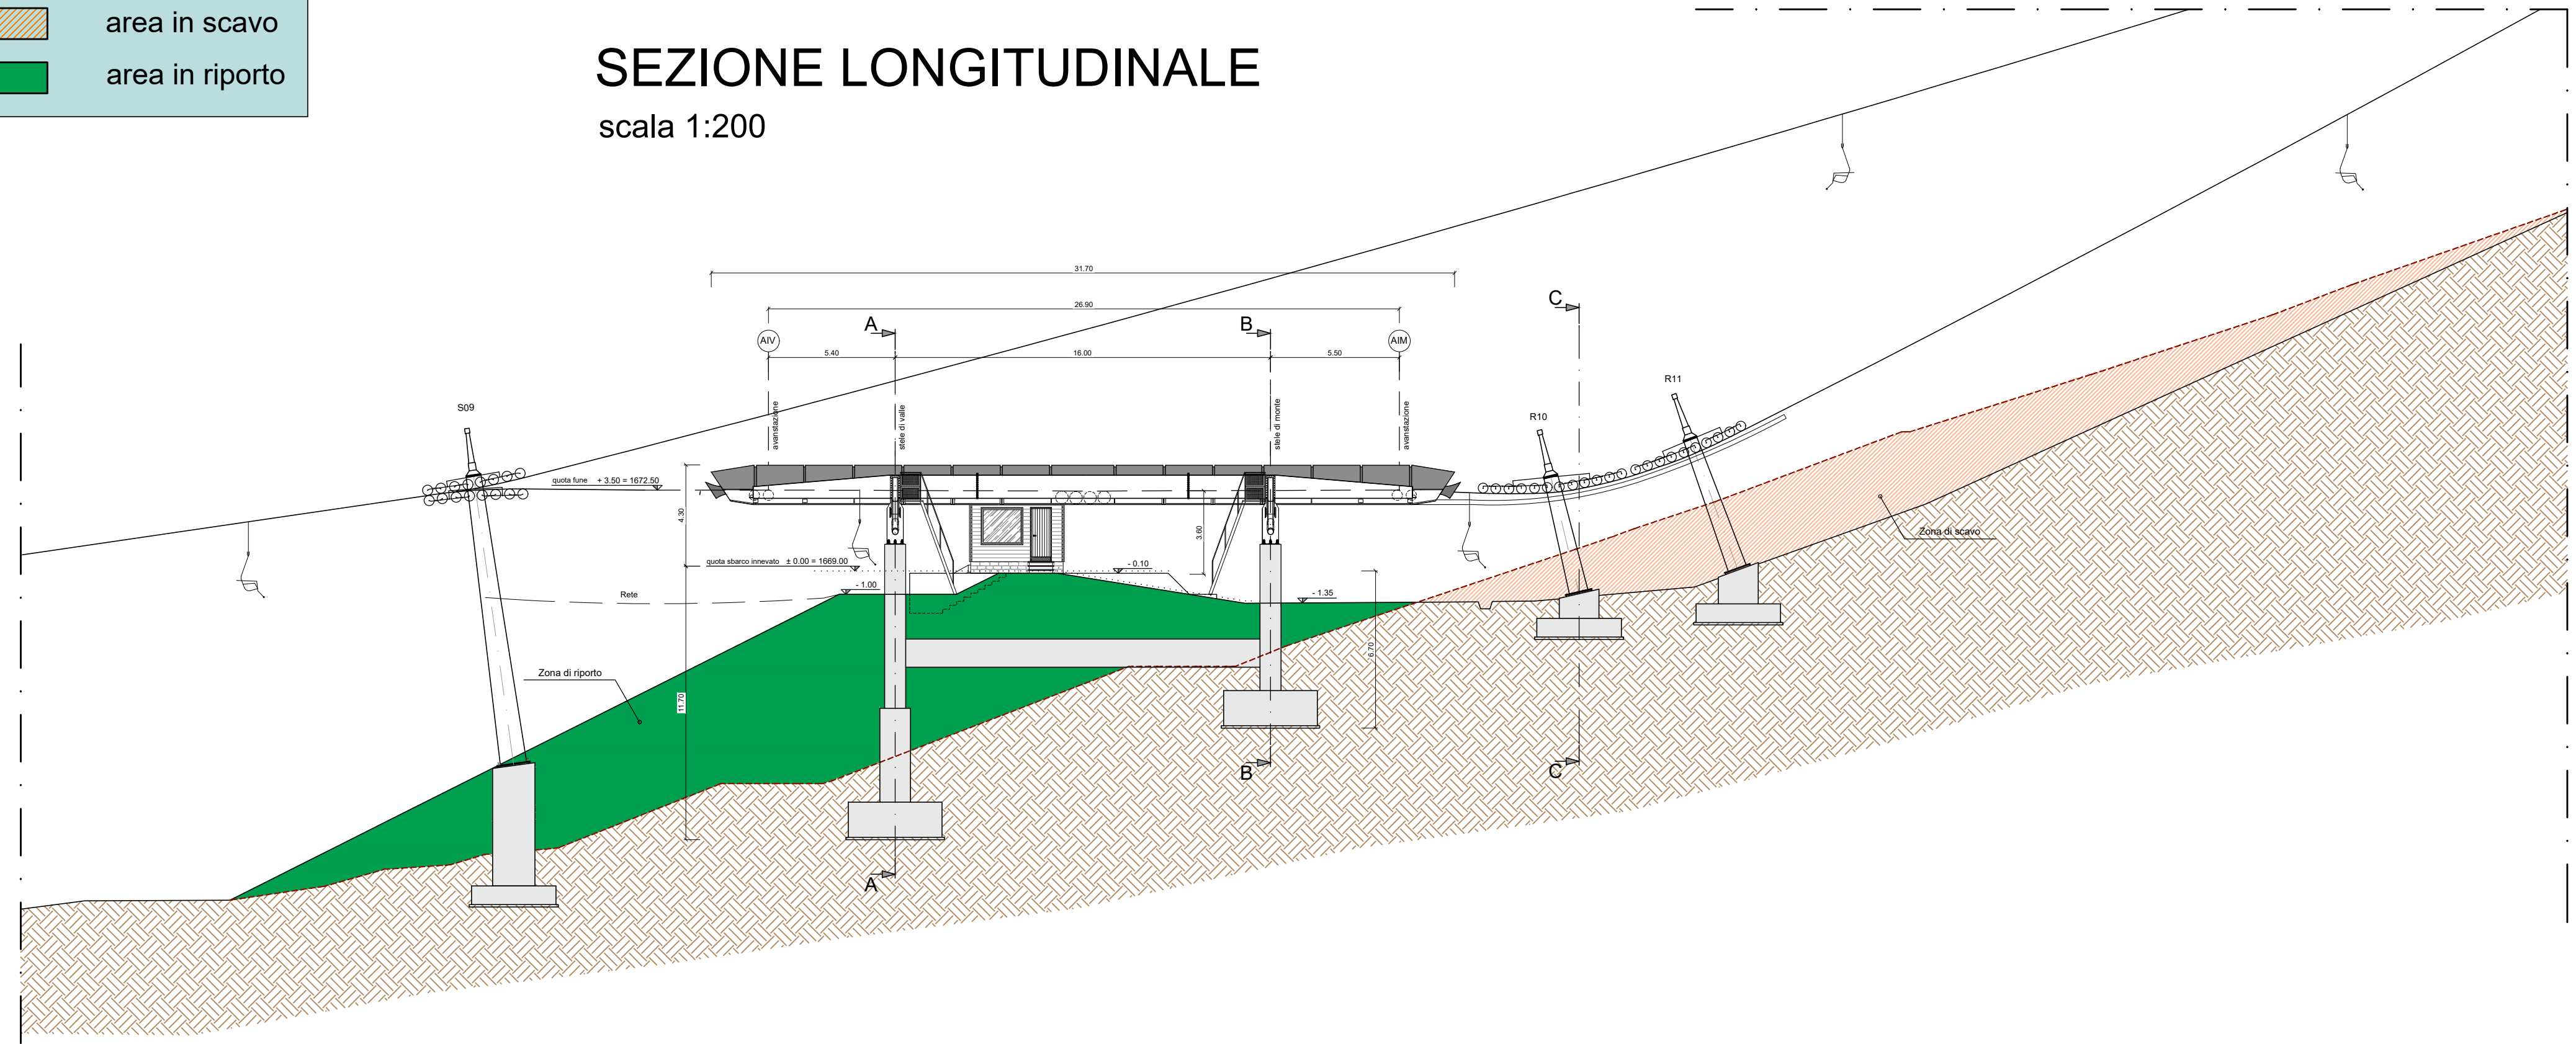 area in scavo
area in riporto
SEZIONE LONGITUDINALE
scala 1:200
31.70
26.90
C
A
B
AIV
AIM
5.40
16.00
5.50
R11
S09
R10
avanstazione
stele di valle
stele di monte
avanstazione
quota fune + 3.50 = 1672.50
4.30
3.60
Zona di scavo
quota sbarco innevato ± 0.00 = 1669.00
- 0.10
- 1.00
Rete
- 1.35
6.70
Zona di riporto
11.70
B
C
A